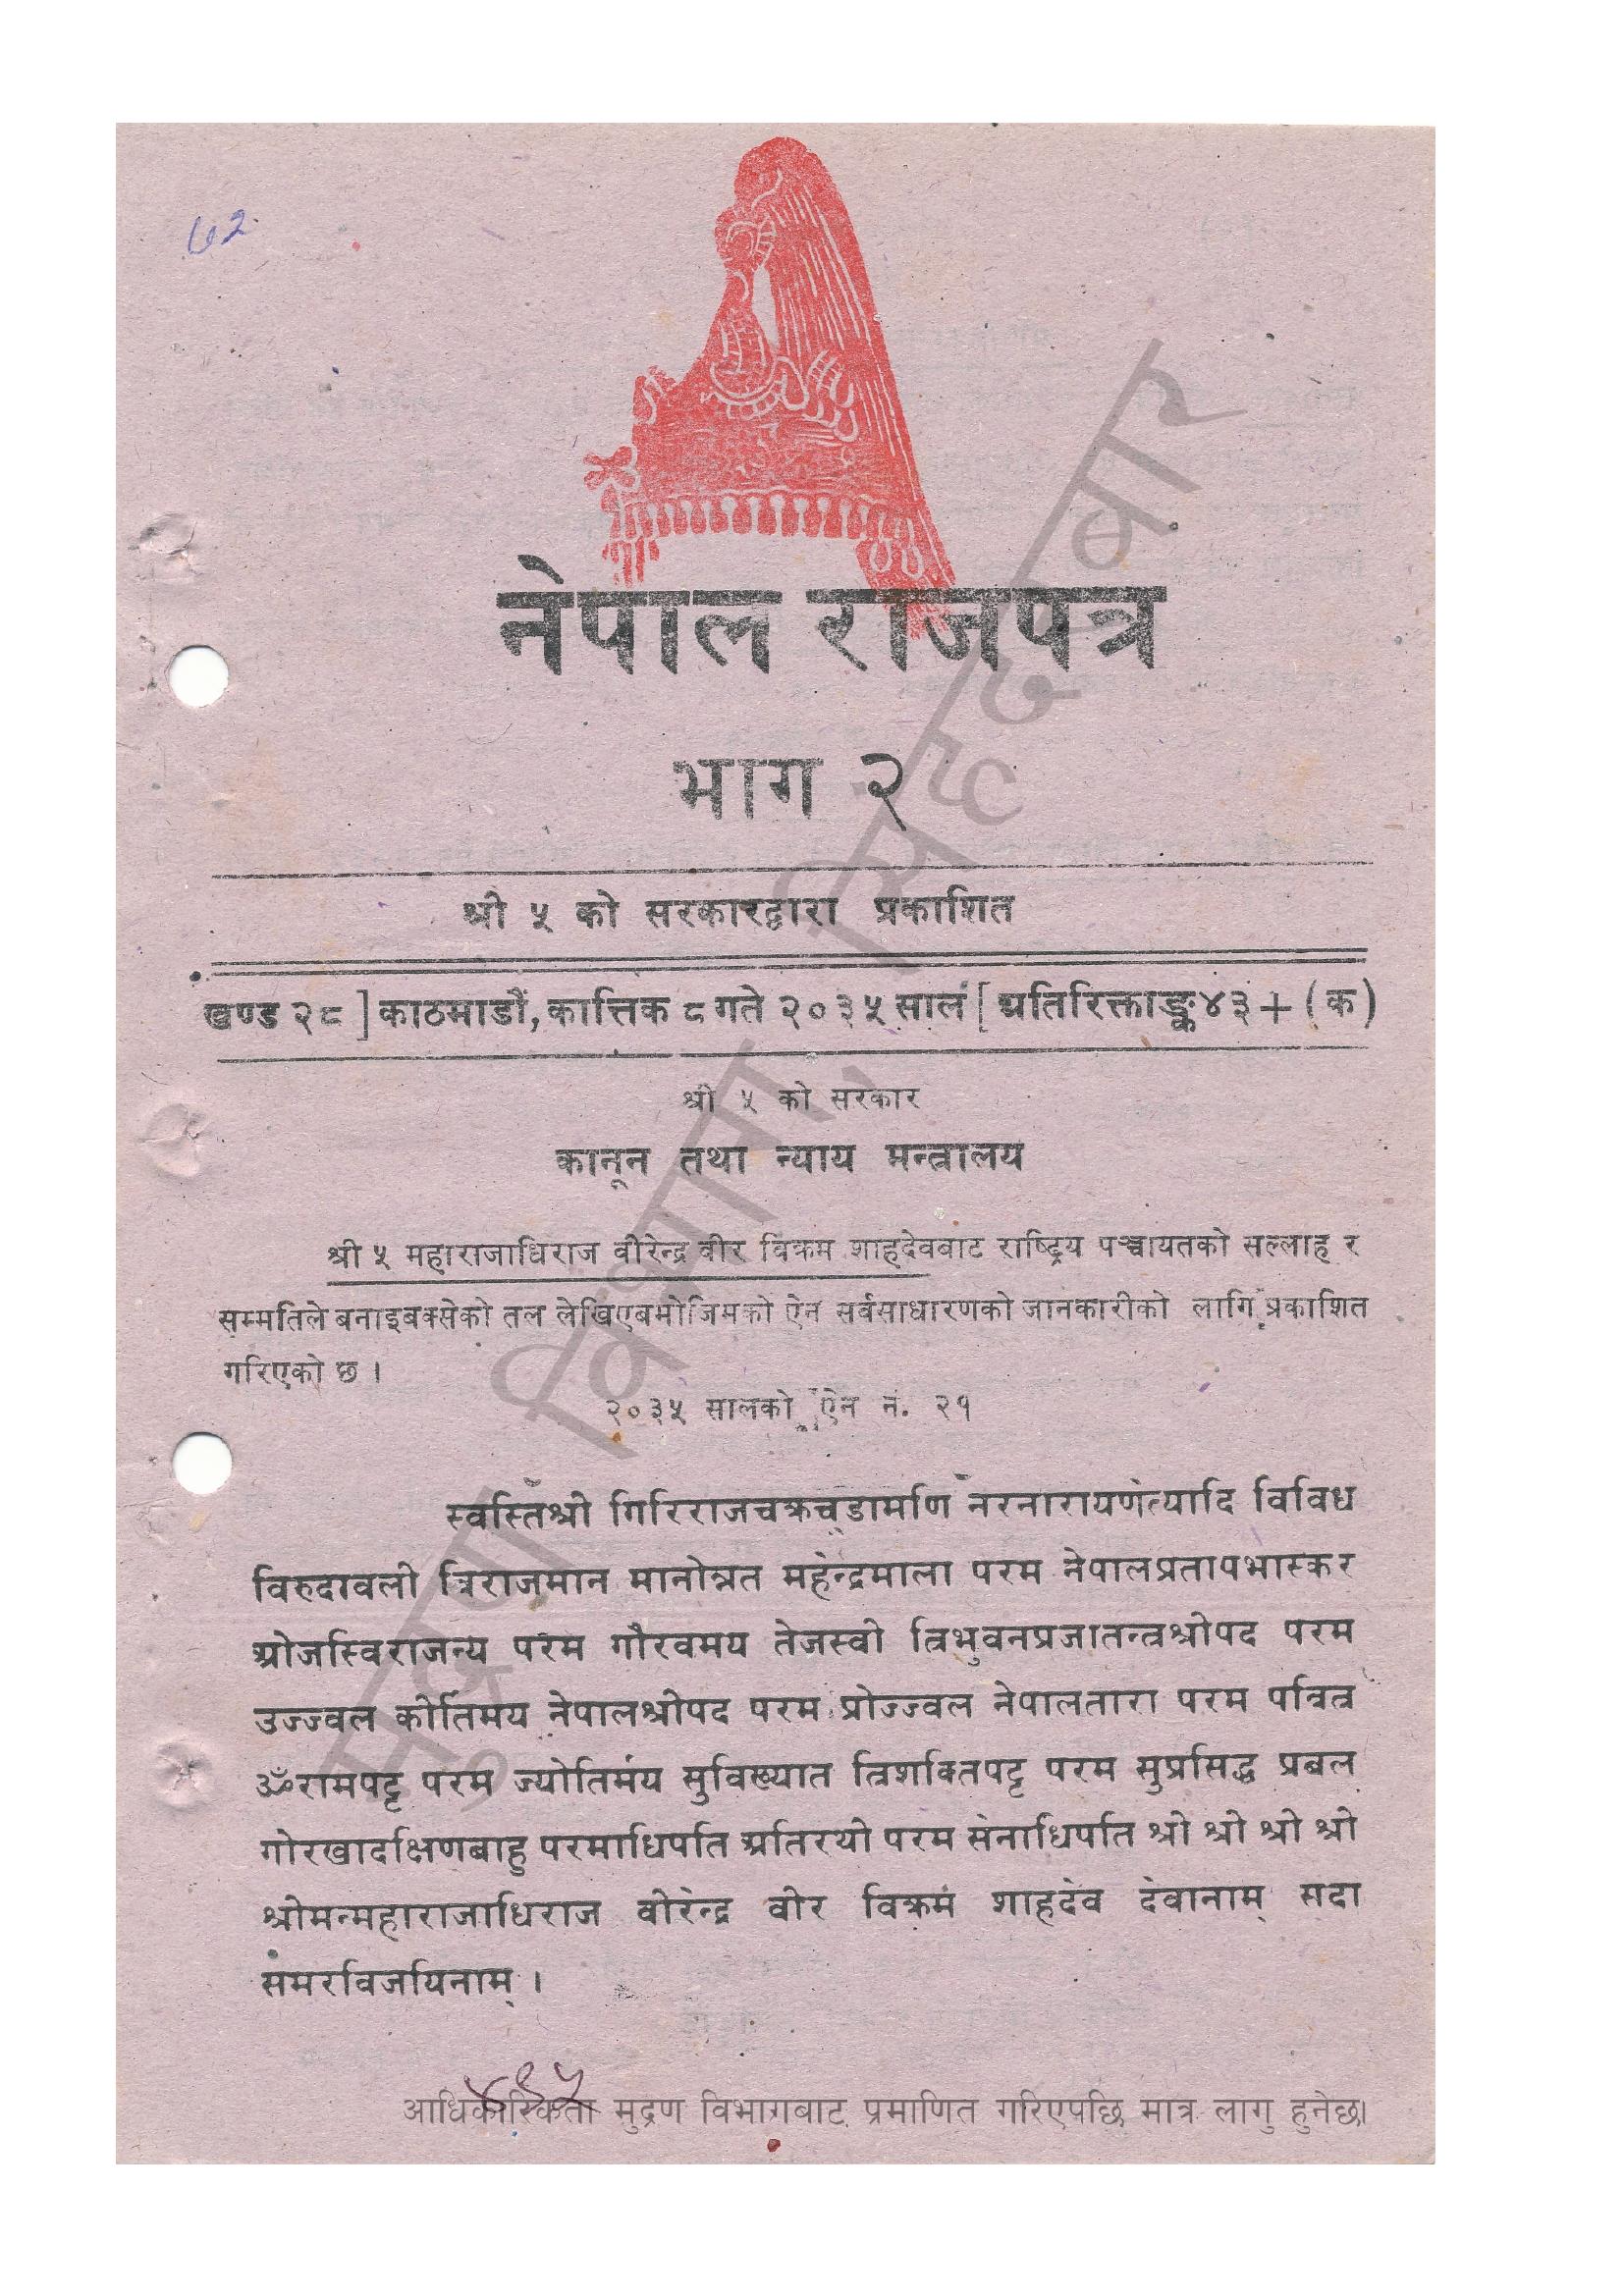 ७२
नेपाल राजपत्र
भाग २
श्री ५ को सरकारद्वारा प्रकाशित
खण्ड २८ ] काठमाडौं, कात्तिक ८ गते २०३५ साल [ अतिरिक्ताङ्क ४३ + ( क )
श्री ५ को सरकार
कानून तथा न्याय मन्त्रालय
श्री ५ महाराजाधिराज वीरेन्द्र वीर विक्रम शाहदेवबाट राष्ट्रिय पञ्चायतको सल्लाह र
सम्मतिले बनाइबक्सेको तल लेखिएबमोजिमको ऐन सर्वसाधारणको जानकारीको लागि प्रकाशित
गरिएको छ ।
२०३५ सालको ऐन नं. २१
स्वस्तिश्री गिरिराजचक्रचूडामणि नरनारायणेत्यादि विविध
विरुदावली विराजमान मानोन्नत महेन्द्रमाला परम नेपालप्रतापभास्कर
ओजस्विराजन्य परम गौरवमय तेजस्वी त्रिभुवनप्रजातन्त्रश्रीपद परम
उज्ज्वल कीर्तिमय नेपालश्रीपद परम प्रोज्ज्वल नेपालतारा परम पवित्र
ॐरामपट्ट परम ज्योतिर्मय सुविख्यात त्रिशक्तिपट्ट परम सुप्रसिद्ध प्रबल
गोरखादक्षिणबाहु परमाधिपति अतिरथी परम सेनाधिपति श्री श्री श्री श्री
श्रीमन्महाराजाधिराज वीरेन्द्र वीर विक्रम शाहदेव देवानाम् सदा
समरविजयिनाम् ।
४९५
आधिकारिकता मुद्रण विभागबाट प्रमाणित गरिएपछि मात्र लागु हुनेछ।
मुद्रण विभाग, सिंहदरबार